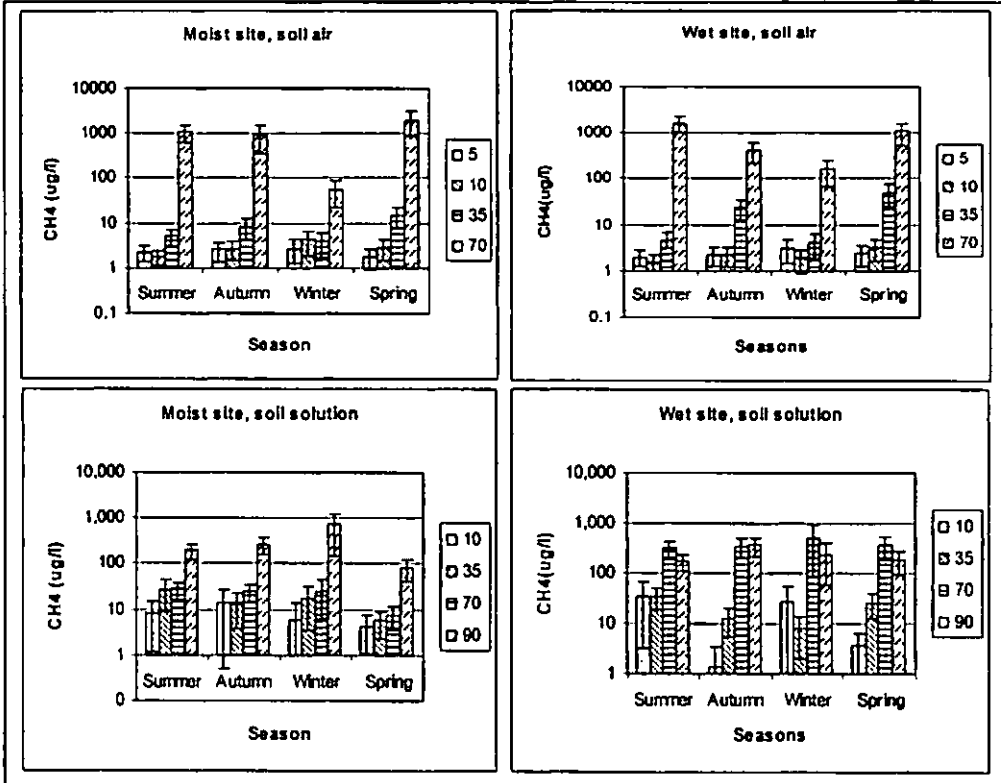 Moist site, soil air
CH4 (ug/l)
10000
1000
100
10
1
0.1
Summer Autumn Winter Spring
Season
5
10
35
70
Wet site, soil air
CH4(ug/l)
10000
1000
100
10
1
0.1
Summer Autumn Winter Spring
Seasons
5
10
35
70
Moist site, soil solution
CH4 (ug/l)
10,000
1,000
100
10
1
0
Summer Autumn Winter Spring
Season
10
35
70
90
Wet site, soil solution
CH4(ug/l)
10,000
1,000
100
10
1
Summer Autumn Winter Spring
Seasons
10
35
70
90